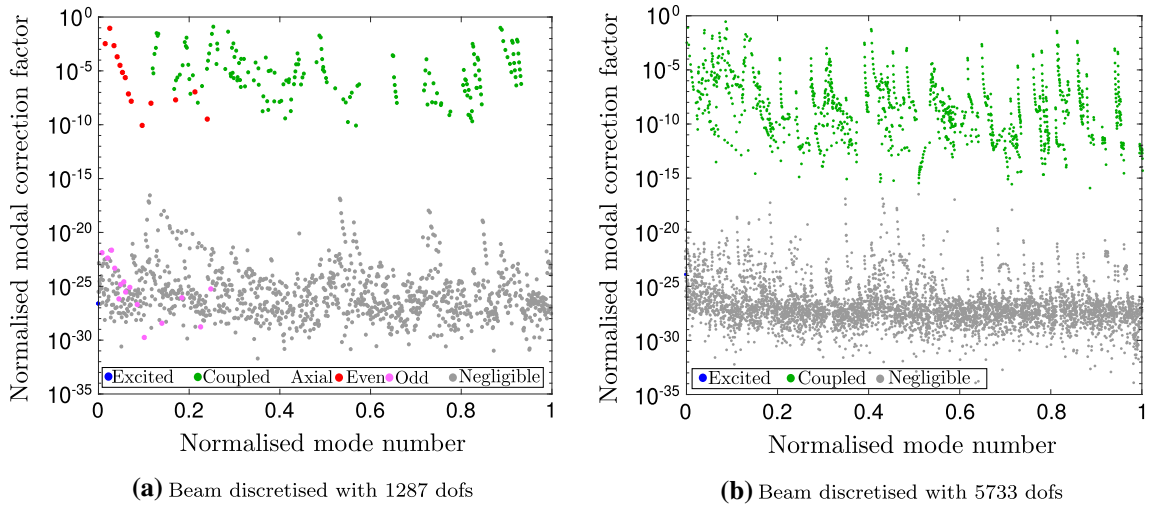 Normalised modal correction factor
10^0
10^-5
10^-10
10^-15
10^-20
10^-25
10^-30
10^-35
Excited Coupled Axial Even Odd Negligible
0 0.2 0.4 0.6 0.8 1
Normalised mode number
(a) Beam discretised with 1287 dofs
Normalised modal correction factor
10^0
10^-5
10^-10
10^-15
10^-20
10^-25
10^-30
10^-35
Excited Coupled Negligible
0 0.2 0.4 0.6 0.8 1
Normalised mode number
(b) Beam discretised with 5733 dofs